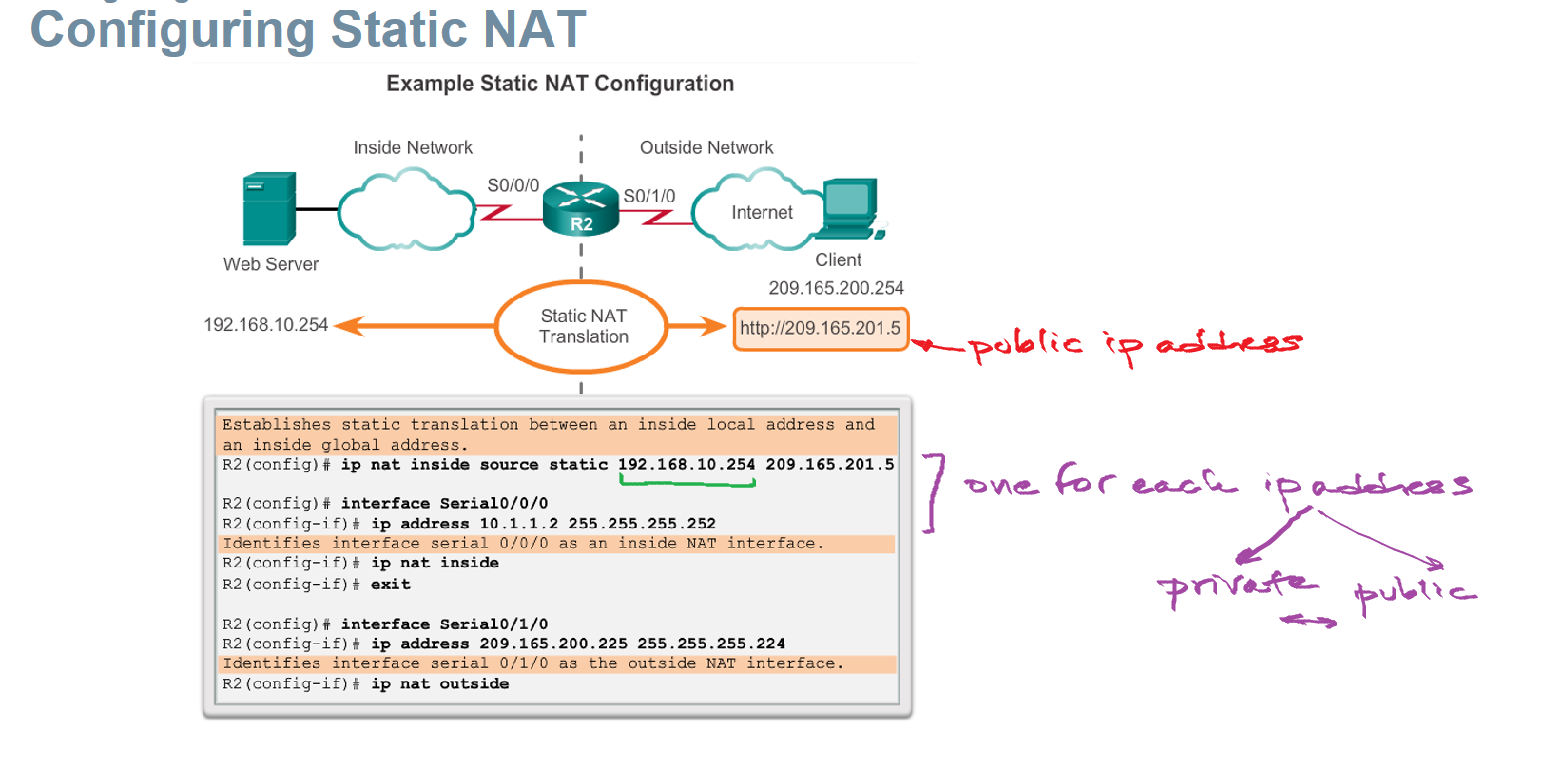 Configuring Static NAT
Example Static NAT Configuration
Inside Network
Outside Network
S0/0/0
S0/1/0
R2
Internet
Web Server
Client
209.165.200.254
192.168.10.254
Static NAT
Translation
http://209.165.201.5
public ip address
Establishes static translation between an inside local address and
an inside global address.
R2(config)# ip nat inside source static 192.168.10.254 209.165.201.5
one for each ip address
private
public
R2(config)# interface Serial0/0/0
R2(config-if)# ip address 10.1.1.2 255.255.255.252
Identifies interface serial 0/0/0 as an inside NAT interface.
R2(config-if)# ip nat inside
R2(config-if)# exit
R2(config)# interface Serial0/1/0
R2(config-if)# ip address 209.165.200.225 255.255.255.224
Identifies interface serial 0/1/0 as the outside NAT interface.
R2(config-if)# ip nat outside